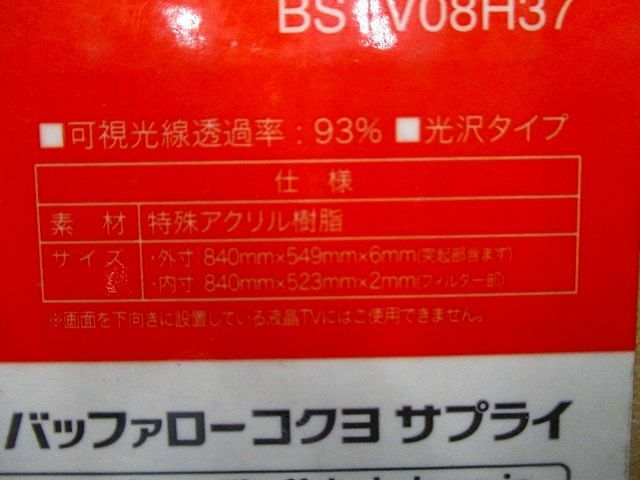 BSTV08H37
■可視光線透過率：93% ■光沢タイプ
仕 様
素 材 特殊アクリル樹脂
サイズ ・外寸 840mm×549mm×6mm(突起部含ます)
・内寸 840mm×523mm×2mm(フィルター部)
※画面を下向きに設置している液晶TVにはご使用できません。
バッファローコクヨ サプライ